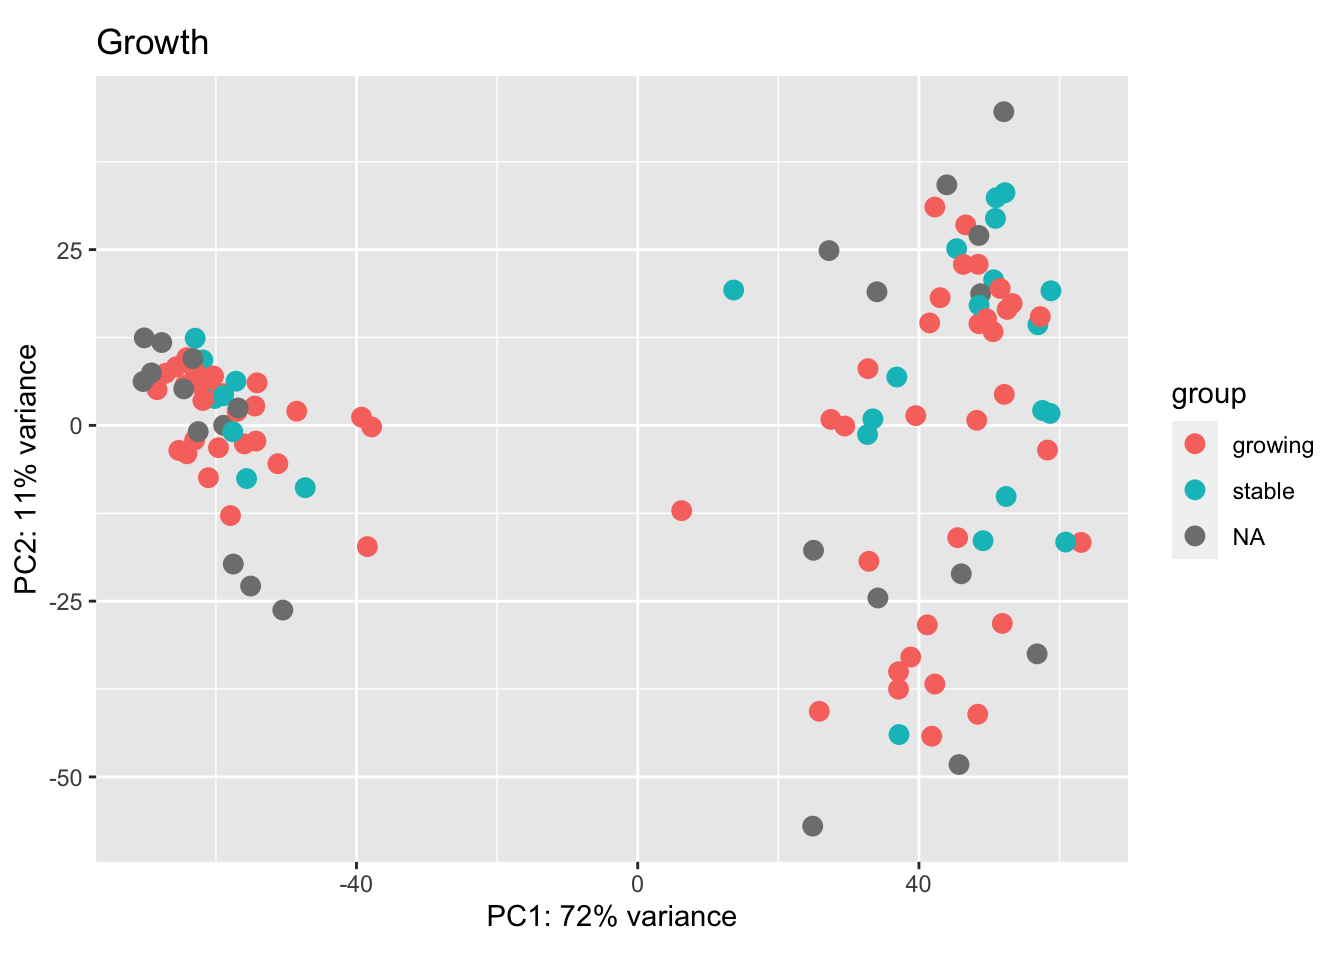 Growth
25
0
-25
-50
PC2: 11% variance
-40
0
40
PC1: 72% variance
group
growing
stable
NA